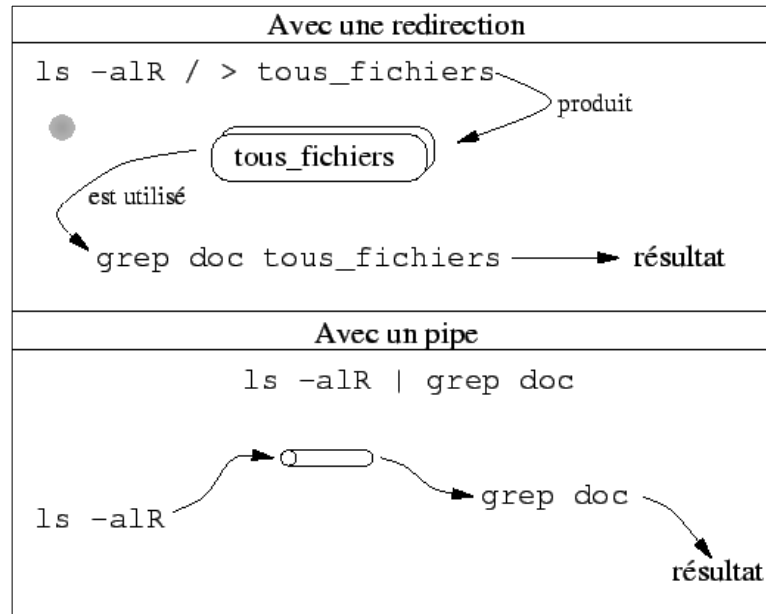 Avec une redirection
ls -alR / > tous_fichiers
produit
tous_fichiers
est utilisé
grep doc tous_fichiers
résultat
Avec un pipe
ls -alR | grep doc
grep doc
ls -alR
résultat